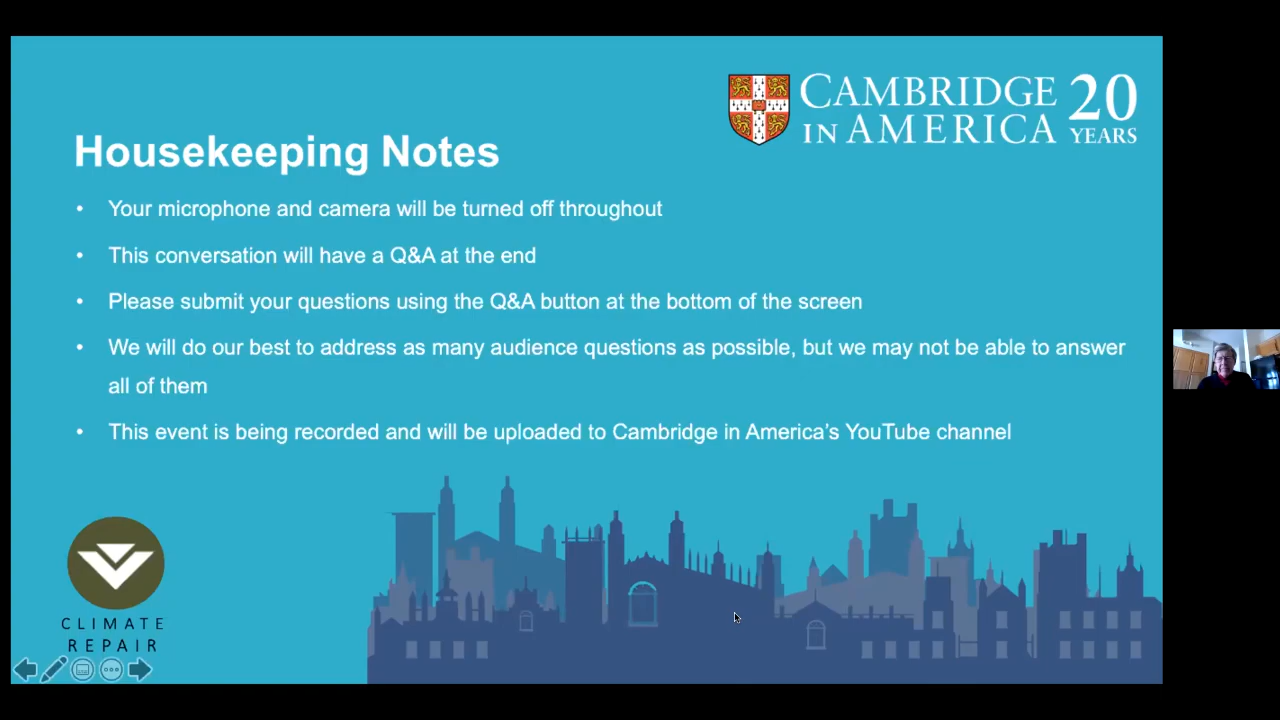 CAMBRIDGE
IN AMERICA
20
YEARS
Housekeeping Notes
• Your microphone and camera will be turned off throughout
• This conversation will have a Q&A at the end
• Please submit your questions using the Q&A button at the bottom of the screen
• We will do our best to address as many audience questions as possible, but we may not be able to answer
all of them
• This event is being recorded and will be uploaded to Cambridge in America’s YouTube channel
CLIMATE
REPAIR